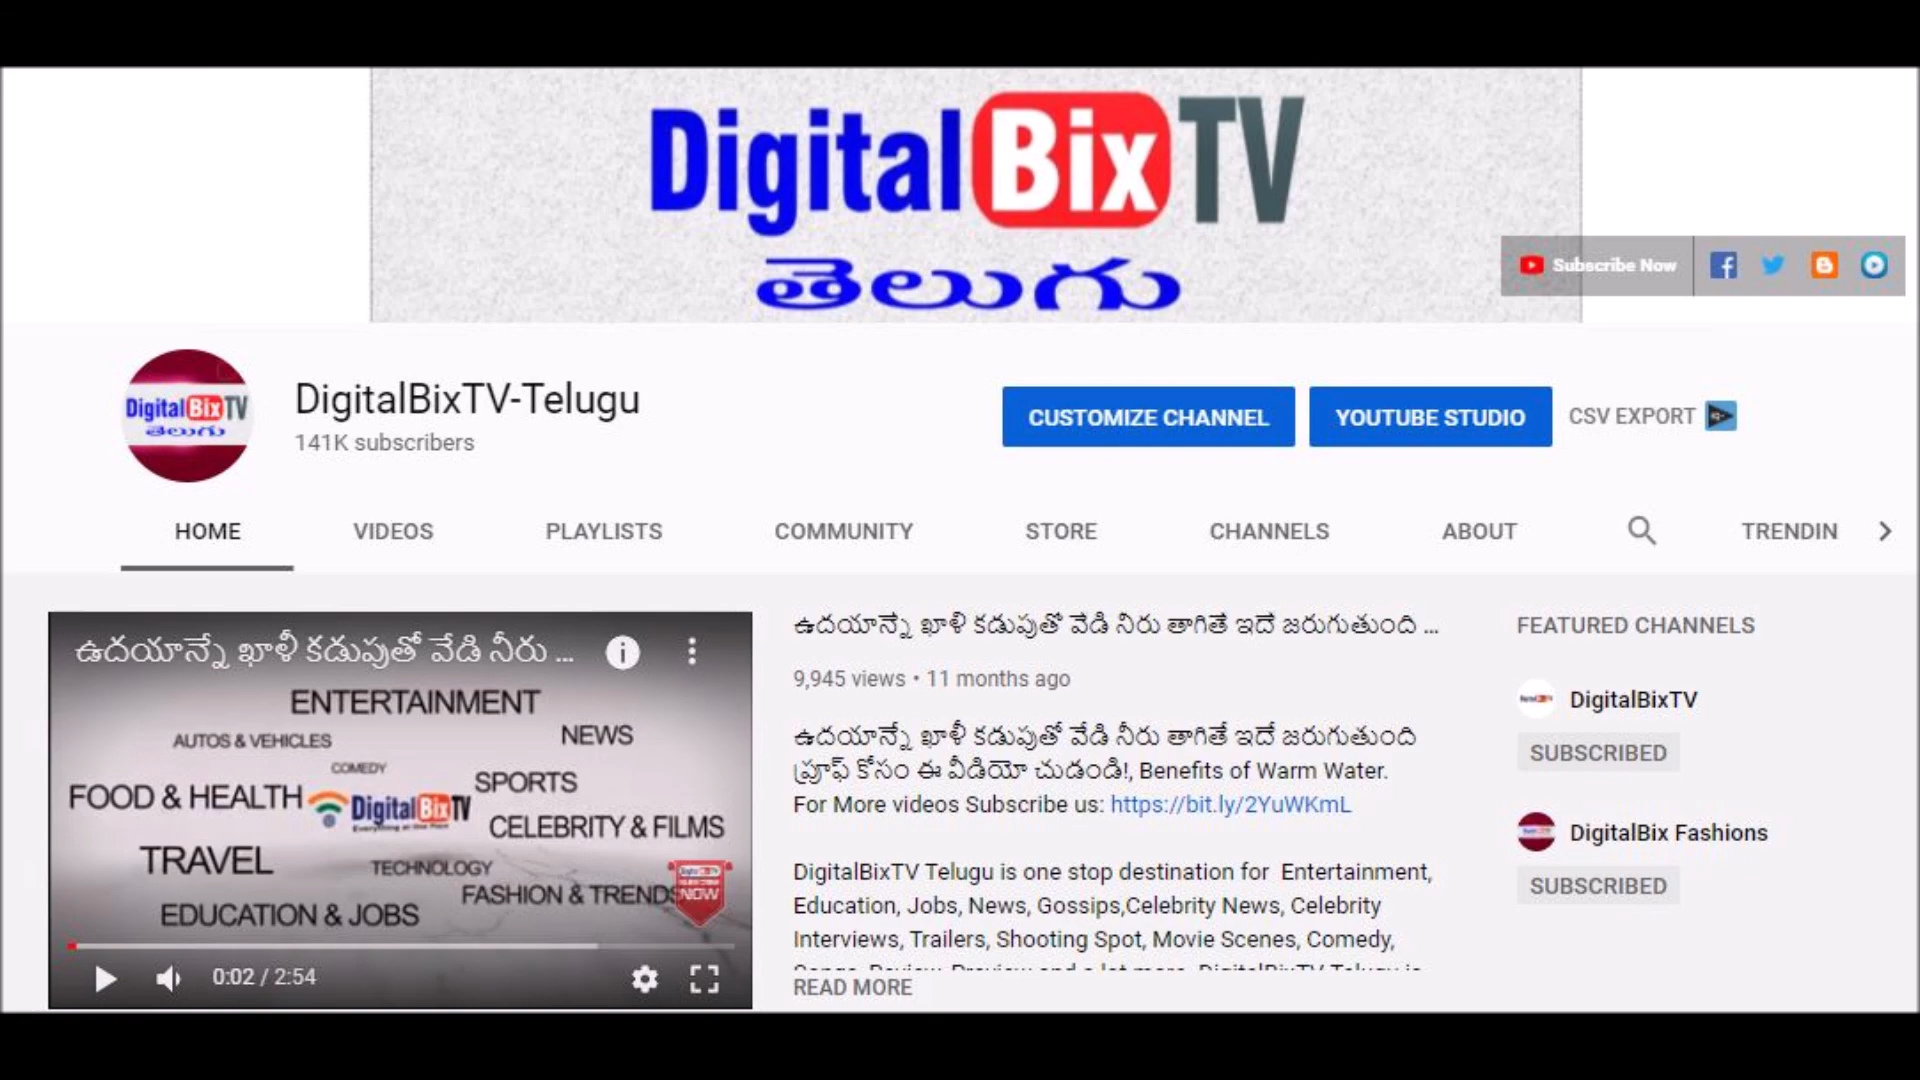 DigitalBixTV
తెలుగు
Subscribe Now
DigitalBixTV
తెలుగు
DigitalBixTV-Telugu
141K subscribers
CUSTOMIZE CHANNEL
YOUTUBE STUDIO
CSV EXPORT
HOME
VIDEOS
PLAYLISTS
COMMUNITY
STORE
CHANNELS
ABOUT
TRENDIN
ఉదయాన్నే ఖాళీ కడుపుతో వేడి నీరు ...
ENTERTAINMENT
AUTOS & VEHICLES
NEWS
COMEDY
SPORTS
FOOD & HEALTH
DigitalBixTV
CELEBRITY & FILMS
TRAVEL
TECHNOLOGY
FASHION & TRENDS
NOW
EDUCATION & JOBS
0:02 / 2:54
ఉదయాన్నే ఖాళీ కడుపుతో వేడి నీరు తాగితే ఇదే జరుగుతుంది ...
9,945 views • 11 months ago
ఉదయాన్నే ఖాళీ కడుపుతో వేడి నీరు తాగితే ఇదే జరుగుతుంది
ప్రూఫ్ కోసం ఈ వీడియో చుడండి!, Benefits of Warm Water.
For More videos Subscribe us: https://bit.ly/2YuWKmL
DigitalBixTV Telugu is one stop destination for Entertainment,
Education, Jobs, News, Gossips,Celebrity News, Celebrity
Interviews, Trailers, Shooting Spot, Movie Scenes, Comedy,
READ MORE
FEATURED CHANNELS
DigitalBixTV
SUBSCRIBED
DigitalBix Fashions
SUBSCRIBED